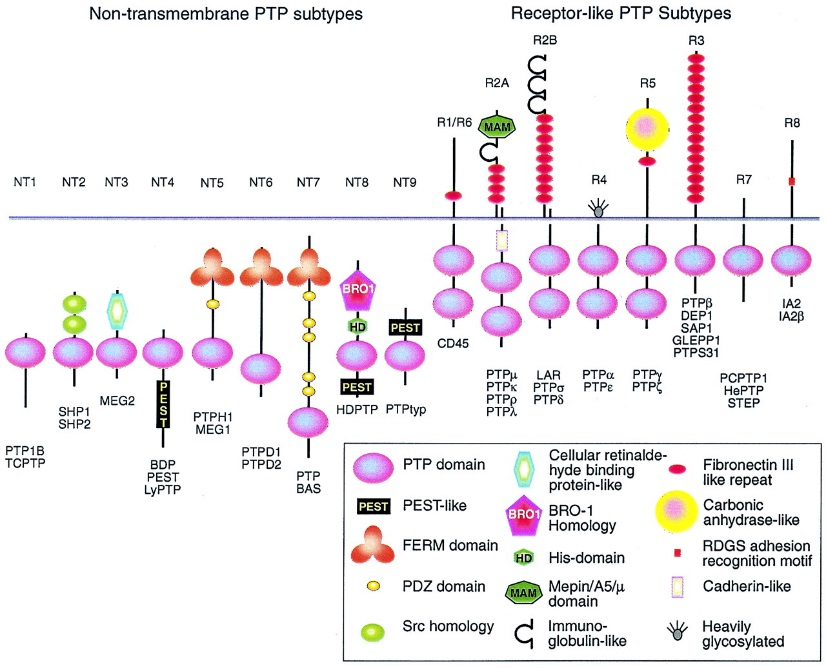 Non-transmembrane PTP subtypes
Receptor-like PTP Subtypes
NT1
NT2
NT3
NT4
NT5
NT6
NT7
NT8
NT9
R1/R6
R2A
R2B
R4
R5
R3
R7
R8
MAM
BRO1
HD
PEST
PEST
PEST
PEST
PTP1B
TCPTP
SHP1
SHP2
MEG2
BDP
PEST
LyPTP
PTPH1
MEG1
PTPD1
PTPD2
PTP
BAS
HDPTP
PTPtyp
CD45
PTPμ
PTPκ
PTPρ
PTPλ
LAR
PTPσ
PTPδ
PTPα
PTPε
PTPγ
PTPζ
PTPβ
DEP1
SAP1
GLEPP1
PTPS31
PCPTP1
HePTP
STEP
IA2
IA2β
PTP domain
PEST
PEST-like
FERM domain
PDZ domain
Src homology
Cellular retinalde-
hyde binding
protein-like
BRO1
BRO-1
Homology
HD
His-domain
MAM
Mepin/A5/μ
domain
Immuno-
globulin-like
Fibronectin III
like repeat
Carbonic
anhydrase-like
RDGS adhesion
recognition motif
Cadherin-like
Heavily
glycosylated